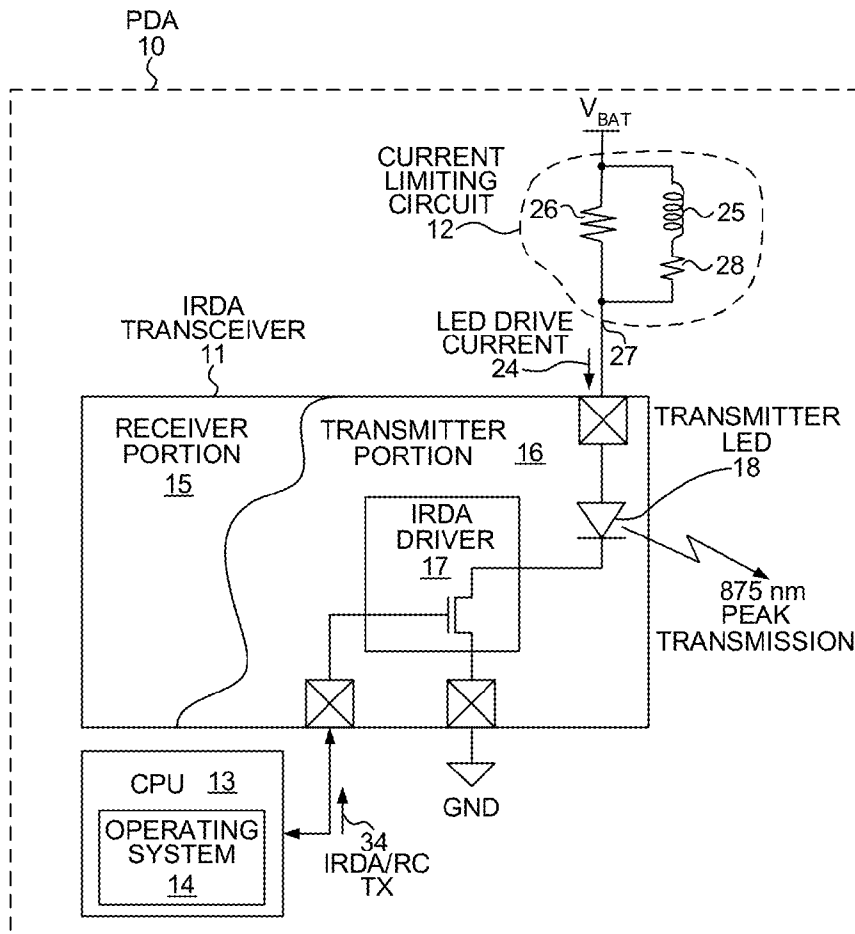 PDA
10
V BAT
CURRENT
LIMITING
CIRCUIT
12
26
25
28
IRDA
TRANSCEIVER
11
LED DRIVE
CURRENT
24
27
RECEIVER
PORTION
15
TRANSMITTER
PORTION
16
TRANSMITTER
LED
18
IRDA
DRIVER
17
875 nm
PEAK
TRANSMISSION
CPU 13
OPERATING
SYSTEM
14
34
IRDA/RC
TX
GND